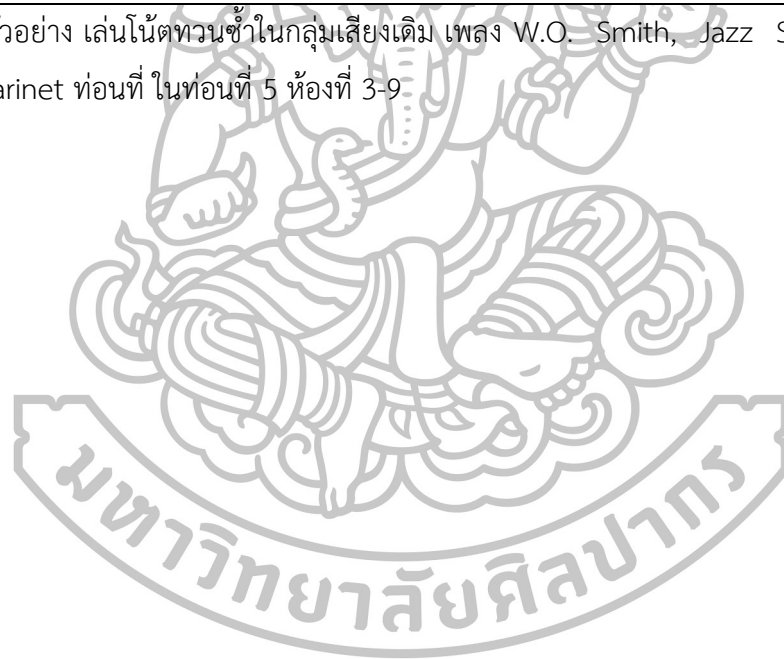 วอย่าง เล่นโน้ตทวนซ้ำในกลุ่มเสียงเดิม เพลง W.O. Smith, Jazz S
arinet ท่อนที่ ในท่อนที่ 5 ห้องที่ 3-9
มหาวิทยาลัยศิลปากร